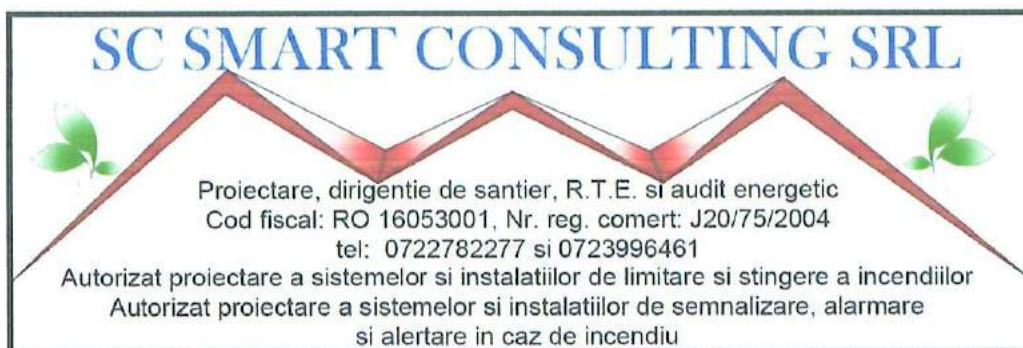 SC SMART CONSULTING SRL
Proiectare, dirigentie de santier, R.T.E. si audit energetic
Cod fiscal: RO 16053001, Nr. reg. comert: J20/75/2004
tel: 0722782277 si 0723996461
Autorizat proiectare a sistemelor si instalatiilor de limitare si stingere a incendiilor
Autorizat proiectare a sistemelor si instalatiilor de semnalizare, alarmare
si alertare in caz de incendiu